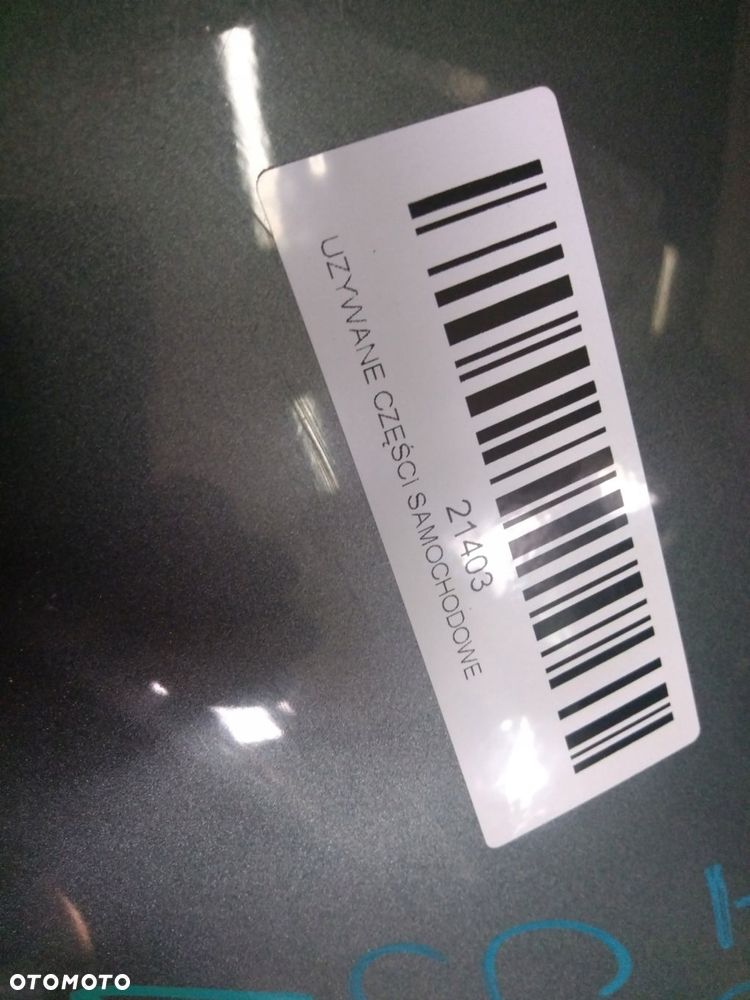 21403
UZYWANE CZĘŚCI SAMOCHODOWE
OTOMOTO